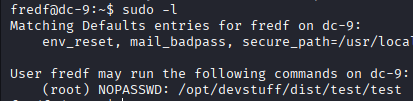 fredf@dc-9:~$ sudo -l
Matching Defaults entries for fredf on dc-9:
    env_reset, mail_badpass, secure_path=/usr/loca
User fredf may run the following commands on dc-9:
    (root) NOPASSWD: /opt/devstuff/dist/test/test